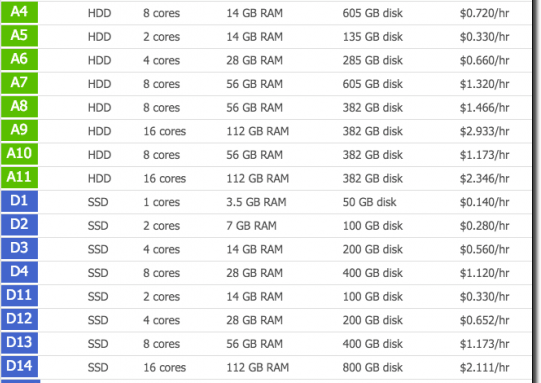 A4 HDD 8 cores 14 GB RAM 605 GB disk $0.720/hr
A5 HDD 2 cores 14 GB RAM 135 GB disk $0.330/hr
A6 HDD 4 cores 28 GB RAM 285 GB disk $0.660/hr
A7 HDD 8 cores 56 GB RAM 605 GB disk $1.320/hr
A8 HDD 8 cores 56 GB RAM 382 GB disk $1.466/hr
A9 HDD 16 cores 112 GB RAM 382 GB disk $2.933/hr
A10 HDD 8 cores 56 GB RAM 382 GB disk $1.173/hr
A11 HDD 16 cores 112 GB RAM 382 GB disk $2.346/hr
D1 SSD 1 cores 3.5 GB RAM 50 GB disk $0.140/hr
D2 SSD 2 cores 7 GB RAM 100 GB disk $0.280/hr
D3 SSD 4 cores 14 GB RAM 200 GB disk $0.560/hr
D4 SSD 8 cores 28 GB RAM 400 GB disk $1.120/hr
D11 SSD 2 cores 14 GB RAM 100 GB disk $0.330/hr
D12 SSD 4 cores 28 GB RAM 200 GB disk $0.652/hr
D13 SSD 8 cores 56 GB RAM 400 GB disk $1.173/hr
D14 SSD 16 cores 112 GB RAM 800 GB disk $2.111/hr